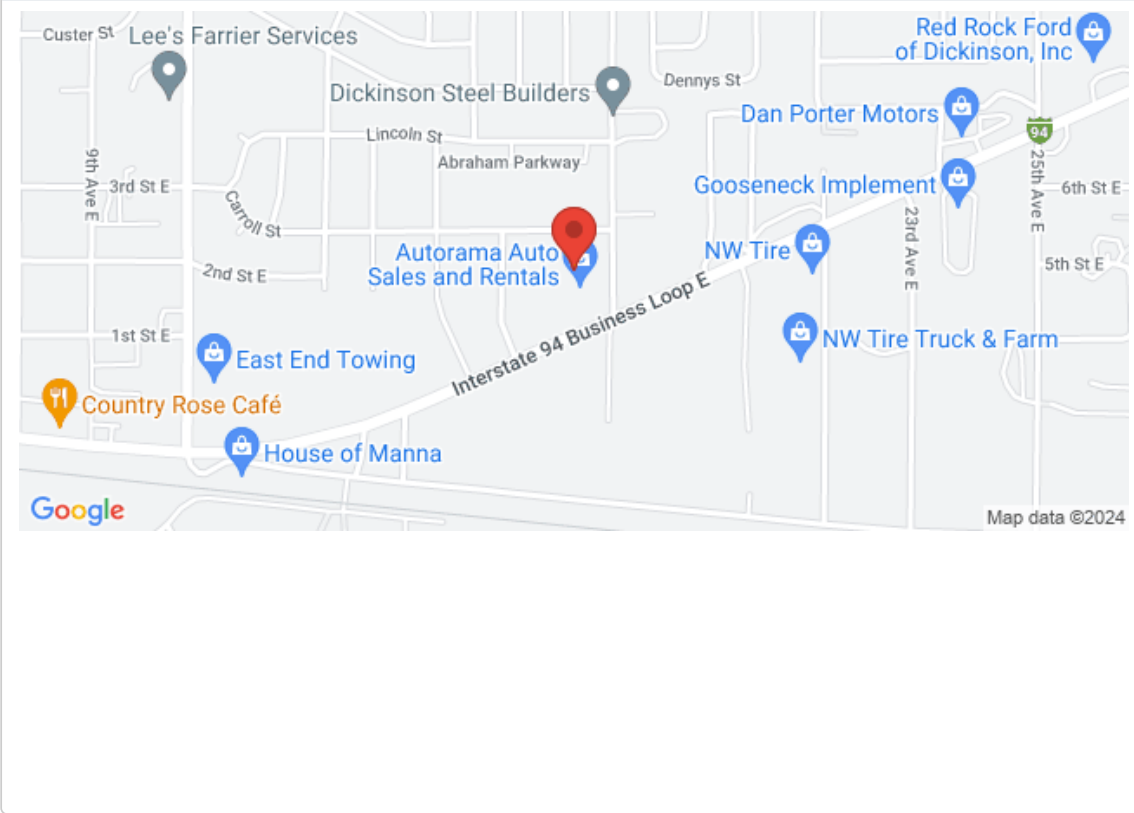 Custer St
Lee's Farrier Services
Red Rock Ford
of Dickinson, Inc
Dennys St
Dickinson Steel Builders
Dan Porter Motors
94
Lincoln St
Abraham Parkway
9th Ave E
3rd St E
Gooseneck Implement
25th Ave E
6th St E
Carroll St
23rd Ave E
Autorama Auto
Sales and Rentals
NW Tire
2nd St E
5th St E
Interstate 94 Business Loop E
1st St E
East End Towing
NW Tire Truck & Farm
Country Rose Café
House of Manna
Google
Map data ©2024